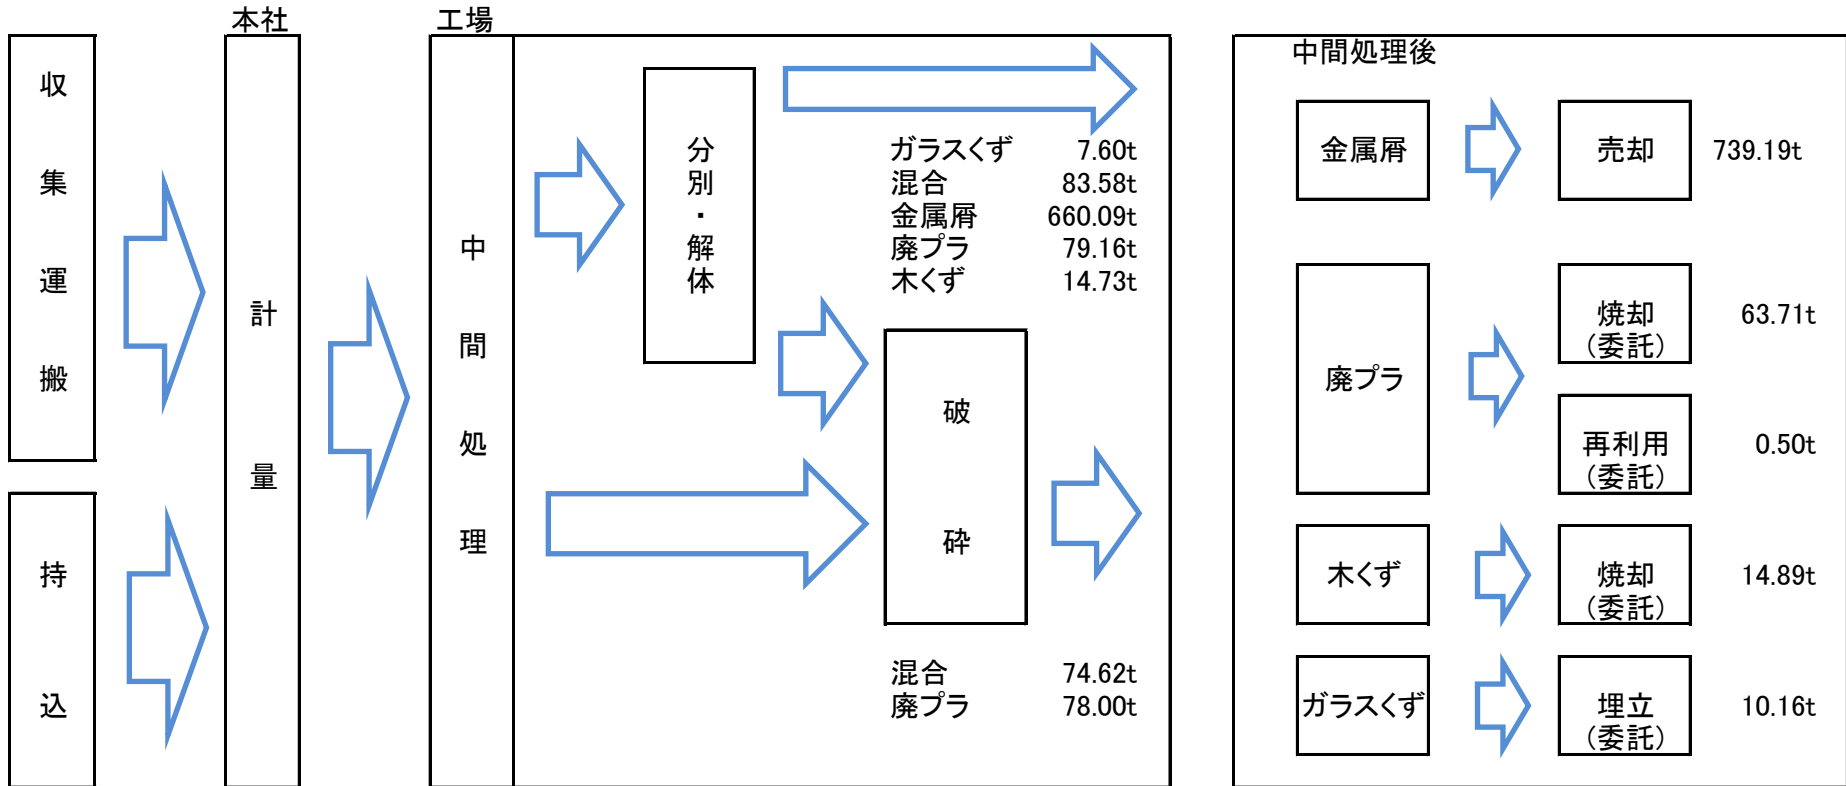 本社
工場
収集運搬
持込
計量
中間処理
分別・解体
ガラスくず 7.60t
混合 83.58t
金属屑 660.09t
廃プラ 79.16t
木くず 14.73t
破砕
混合 74.62t
廃プラ 78.00t
中間処理後
金属屑 売却 739.19t
廃プラ
焼却 63.71t
(委託)
再利用 0.50t
(委託)
木くず 焼却 14.89t
(委託)
ガラスくず 埋立 10.16t
(委託)